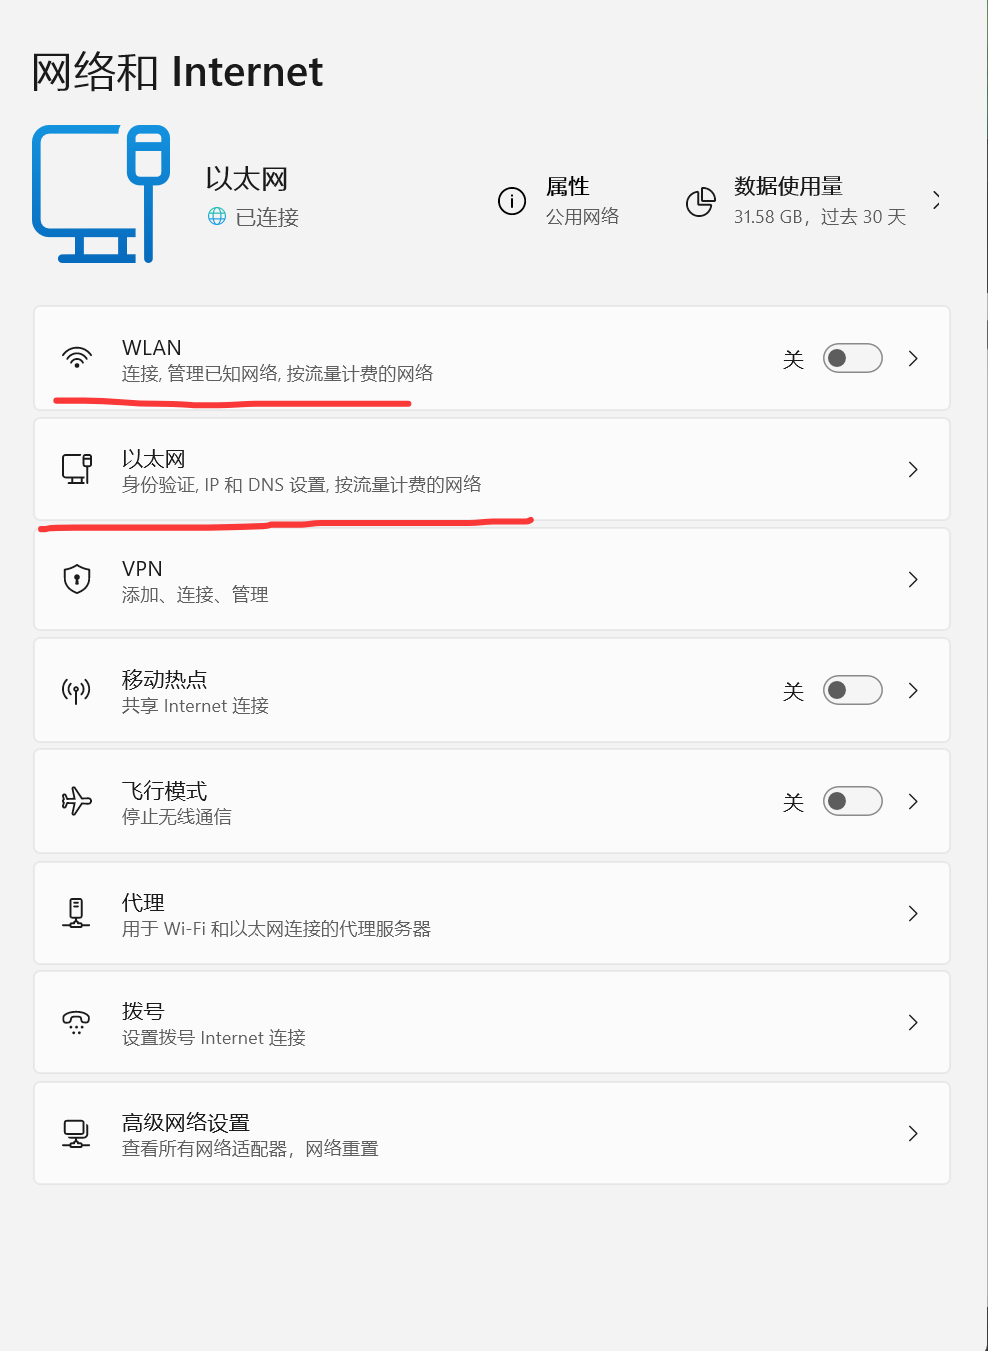 网络和 Internet
以太网
已连接
属性
公用网络
数据使用量
31.58 GB，过去 30 天
WLAN
连接, 管理已知网络, 按流量计费的网络
关
以太网
身份验证, IP 和 DNS 设置, 按流量计费的网络
VPN
添加、连接、管理
移动热点
共享 Internet 连接
关
飞行模式
停止无线通信
关
代理
用于 Wi-Fi 和以太网连接的代理服务器
拨号
设置拨号 Internet 连接
高级网络设置
查看所有网络适配器，网络重置